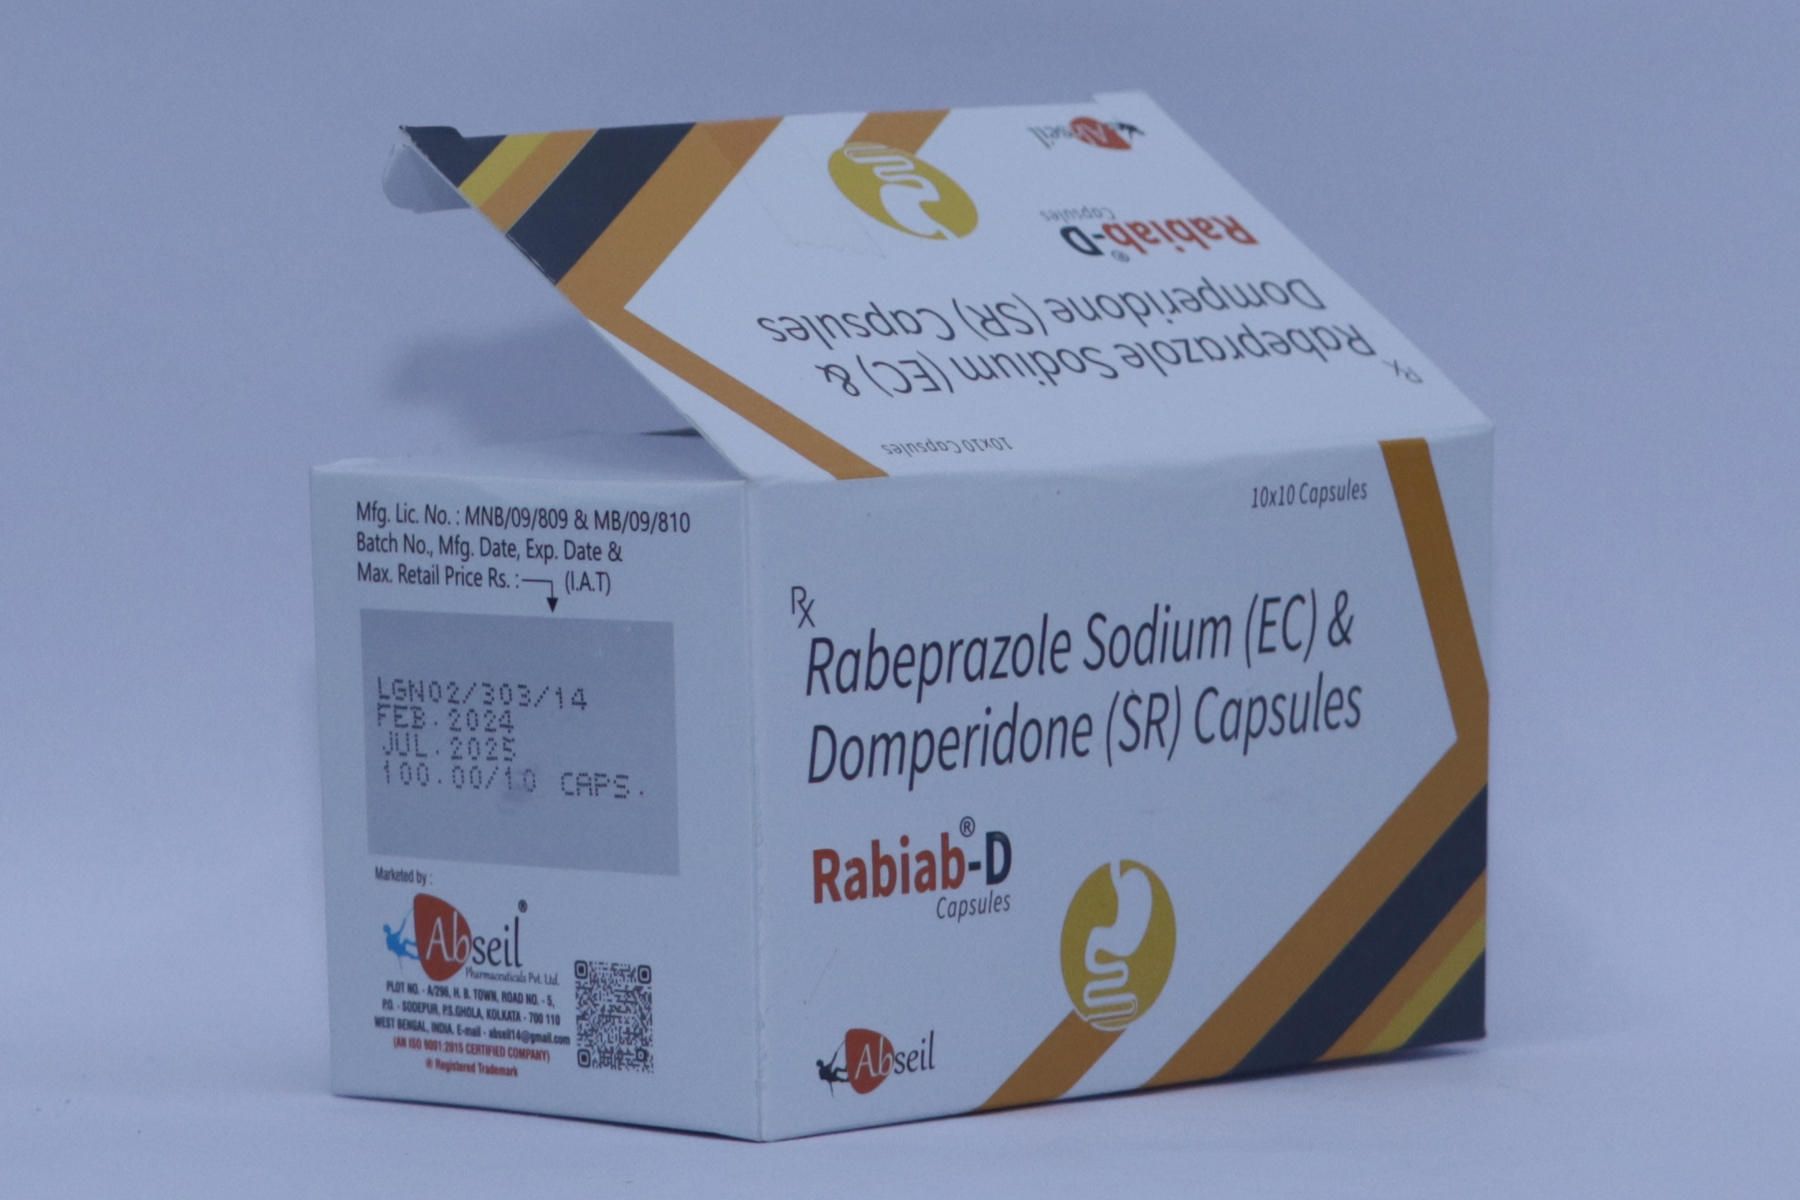 Abseil
Rabiab®-D
Capsules
Rx
Rabeprazole Sodium (EC) &
Domperidone (SR) Capsules
10x10 Capsules
Mfg. Lic. No. : MNB/09/809 & MB/09/810
Batch No., Mfg. Date, Exp. Date &
Max. Retail Price Rs. : (I.A.T)
LGN02/303/14
FEB.2024
JUL.2025
100.00/10 CAPS.
Marketed by :
Abseil®
Pharmaceuticals Pvt. Ltd.
PLOT NO. - A/296, H. B. TOWN, ROAD NO. - 5,
P.O. - SODEPUR, P.S.GHOLA, KOLKATA - 700 110
WEST BENGAL, INDIA. E-mail - abseil14@gmail.com
(AN ISO 9001:2015 CERTIFIED COMPANY)
® Registered Trademark
10x10 Capsules
Rx
Rabeprazole Sodium (EC) &
Domperidone (SR) Capsules
Rabiab®-D
Capsules
Abseil